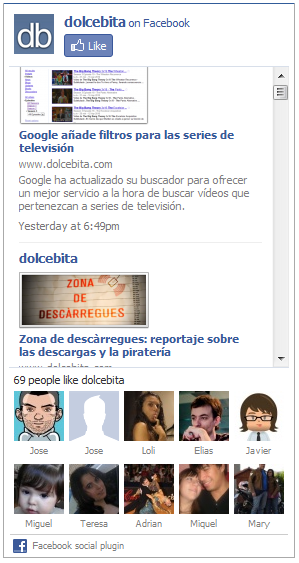 db
dolcebita on Facebook
Like
Google añade filtros para las series de
televisión
www.dolcebita.com
Google ha actualizado su buscador para ofrecer
un mejor servicio a la hora de buscar vídeos que
pertenezcan a series de televisión.
Yesterday at 6:49pm
dolcebita
ZONA
DE
DESCÀRREGUES
Zona de descàrregues: reportaje sobre
las descargas y la piratería
www.dolcebita.com
69 people like dolcebita
Jose Jose Loli Elias Javier
Miguel Teresa Adrian Miquel Mary
Facebook social plugin